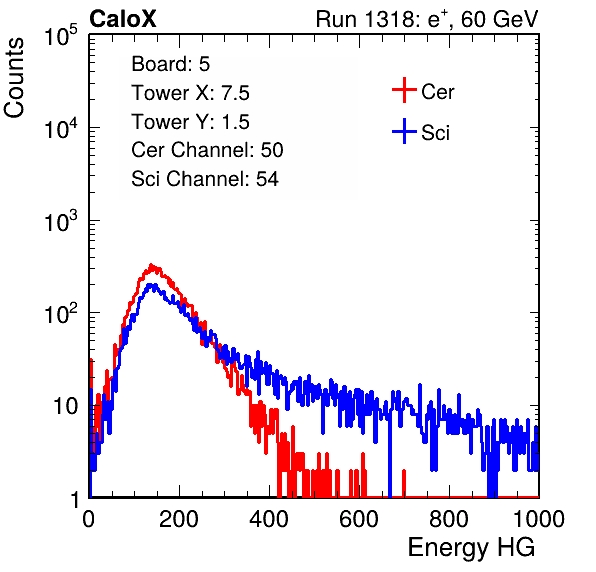 CaloX Run 1318: e⁺, 60 GeV
Board: 5
Tower X: 7.5
Tower Y: 1.5
Cer Channel: 50
Sci Channel: 54
Cer
Sci
Counts
10⁵
10⁴
10³
10²
10
1
0 200 400 600 800 1000
Energy HG